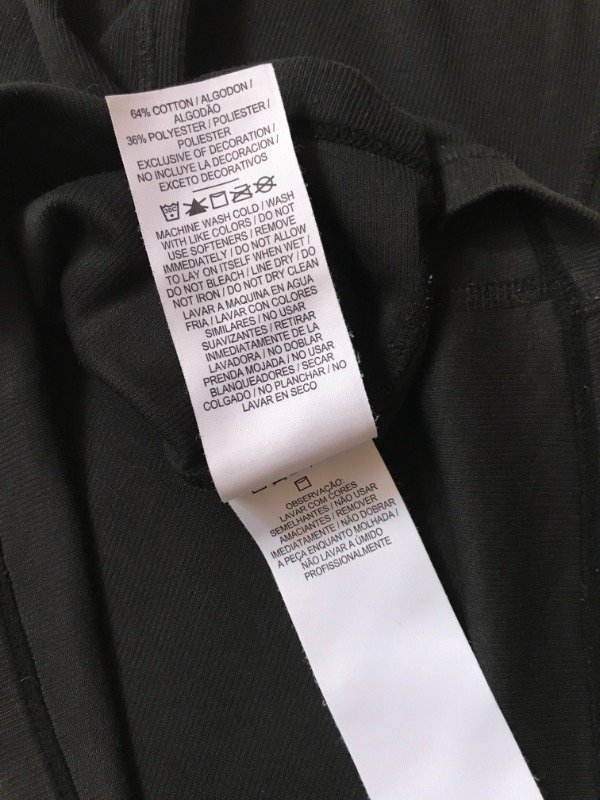 64% COTTON / ALGODON /
ALGODÃO
36% POLYESTER / POLIESTER /
POLIESTER
EXCLUSIVE OF DECORATION /
NO INCLUYE LA DECORACION /
EXCETO DECORATIVOS
MACHINE WASH COLD / WASH
WITH LIKE COLORS / DO NOT
USE SOFTENERS / REMOVE
IMMEDIATELY / DO NOT ALLOW
TO LAY ON ITSELF WHEN WET /
DO NOT BLEACH / LINE DRY / DO
NOT IRON / DO NOT DRY CLEAN
LAVAR A MAQUINA EN AGUA
FRIA / LAVAR CON COLORES
SIMILARES / NO USAR
SUAVIZANTES / RETIRAR
INMEDIATAMENTE DE LA
LAVADORA / NO DOBLAR
PRENDA MOJADA / NO USAR
BLANQUEADORES / SECAR
COLGADO / NO PLANCHAR / NO
LAVAR EN SECO
OBSERVAÇÃO:
LAVAR COM CORES
SEMELHANTES / NÃO USAR
AMACIANTES / REMOVER
IMEDIATAMENTE / NÃO DOBRAR
A PEÇA ENQUANTO MOLHADA /
NÃO LAVAR À ÚMIDO
PROFISSIONALMENTE